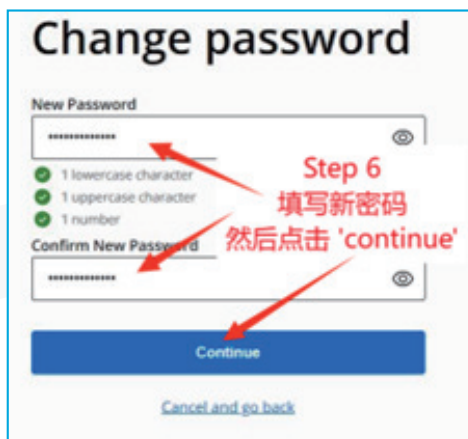 Change password
New Password
•••••••••••••
1 lowercase character
1 uppercase character
1 number
Step 6
填写新密码
然后点击 'continue'
Confirm New Password
•••••••••••••
Continue
Cancel and go back